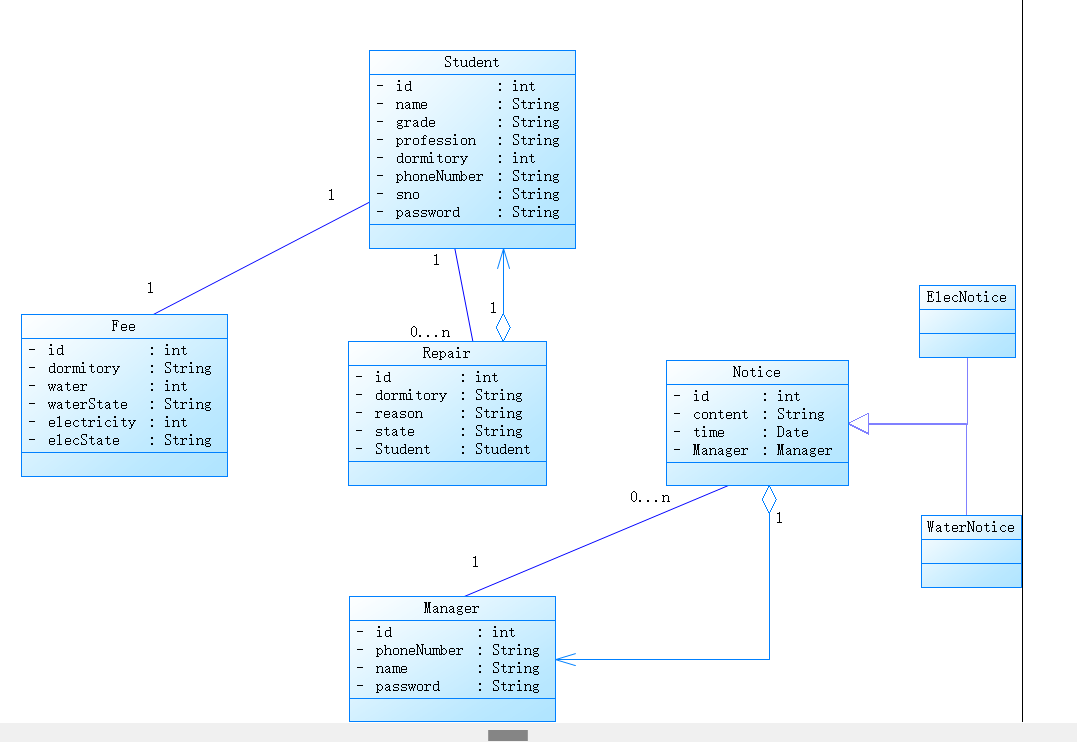 Student
- id : int
- name : String
- grade : String
- profession : String
- dormitory : int
- phoneNumber : String
- sno : String
- password : String
1
1
1
1
0...n
Fee
- id : int
- dormitory : String
- water : int
- waterState : String
- electricity : int
- elecState : String
Repair
- id : int
- dormitory : String
- reason : String
- state : String
- Student : Student
ElecNotice
Notice
- id : int
- content : String
- time : Date
- Manager : Manager
0...n
1
1
WaterNotice
Manager
- id : int
- phoneNumber : String
- name : String
- password : String